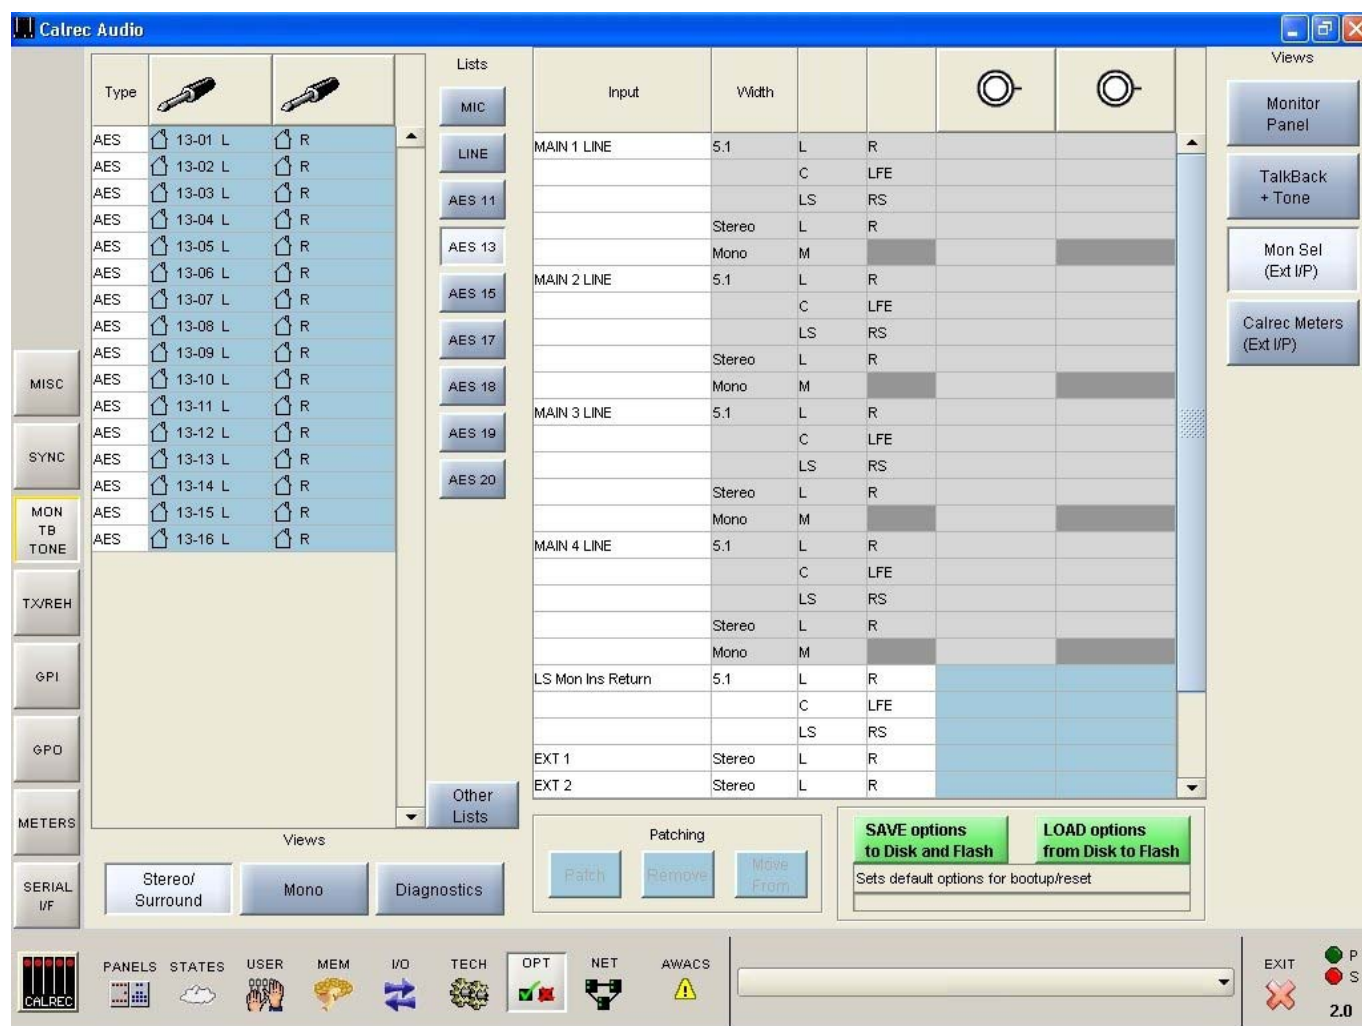 Calrec Audio
Type
Lists
Input Width
Views
MIC
LINE
AES 11
AES 13
AES 15
AES 17
AES 18
AES 19
AES 20
Other
Lists
AES 13-01 L R
AES 13-02 L R
AES 13-03 L R
AES 13-04 L R
AES 13-05 L R
AES 13-06 L R
AES 13-07 L R
AES 13-08 L R
AES 13-09 L R
AES 13-10 L R
AES 13-11 L R
AES 13-12 L R
AES 13-13 L R
AES 13-14 L R
AES 13-15 L R
AES 13-16 L R
MAIN 1 LINE 5.1 L R
C LFE
LS RS
Stereo L R
Mono M
MAIN 2 LINE 5.1 L R
C LFE
LS RS
Stereo L R
Mono M
MAIN 3 LINE 5.1 L R
C LFE
LS RS
Stereo L R
Mono M
MAIN 4 LINE 5.1 L R
C LFE
LS RS
Stereo L R
Mono M
LS Mon Ins Return 5.1 L R
C LFE
LS RS
EXT 1 Stereo L R
EXT 2 Stereo L R
Monitor
Panel
TalkBack
+ Tone
Mon Sel
(Ext I/P)
Calrec Meters
(Ext I/P)
MISC
SYNC
MON
TB
TONE
TX/REH
GPI
GPO
METERS
SERIAL
I/F
Views
Stereo/
Surround
Mono
Diagnostics
Patching
Patch
Remove
Move
From
SAVE options
to Disk and Flash
LOAD options
from Disk to Flash
Sets default options for bootup/reset
CALREC
PANELS STATES USER MEM I/O TECH OPT NET AWACS
EXIT
P
S
2.0